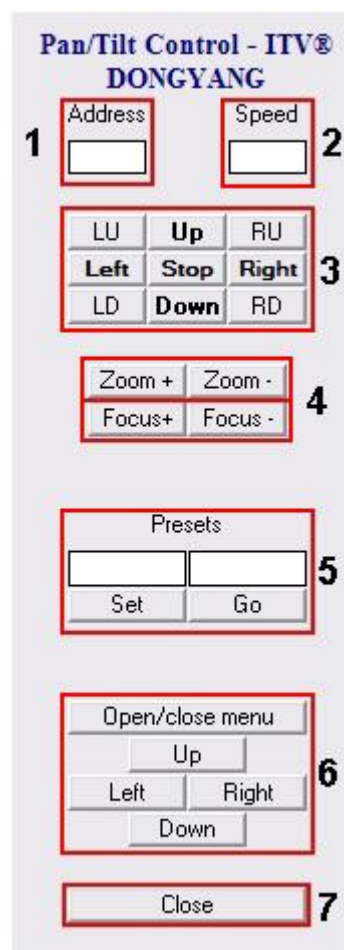 Pan/Tilt Control - ITV®
DONGYANG
1 Address Speed 2
LU Up RU
Left Stop Right 3
LD Down RD
Zoom + Zoom -
4
Focus+ Focus -
Presets
5
Set Go
Open/close menu
Up
6
Left Right
Down
Close 7